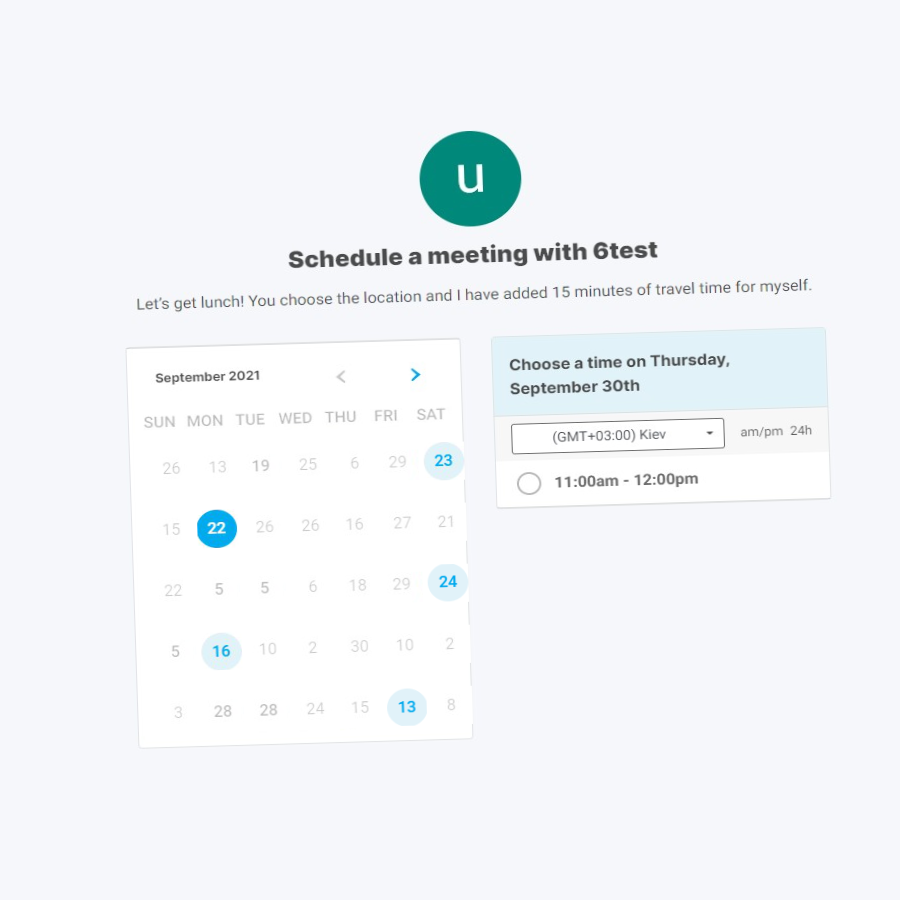 u
Schedule a meeting with 6test
Let's get lunch! You choose the location and I have added 15 minutes of travel time for myself.
September 2021
SUN MON TUE WED THU FRI SAT
26 13 19 25 6 29 23
15 22 26 26 16 27 21
22 5 5 6 18 29 24
5 16 10 2 30 10 2
3 28 28 24 15 13 8
Choose a time on Thursday,
September 30th
(GMT+03:00) Kiev am/pm 24h
11:00am - 12:00pm